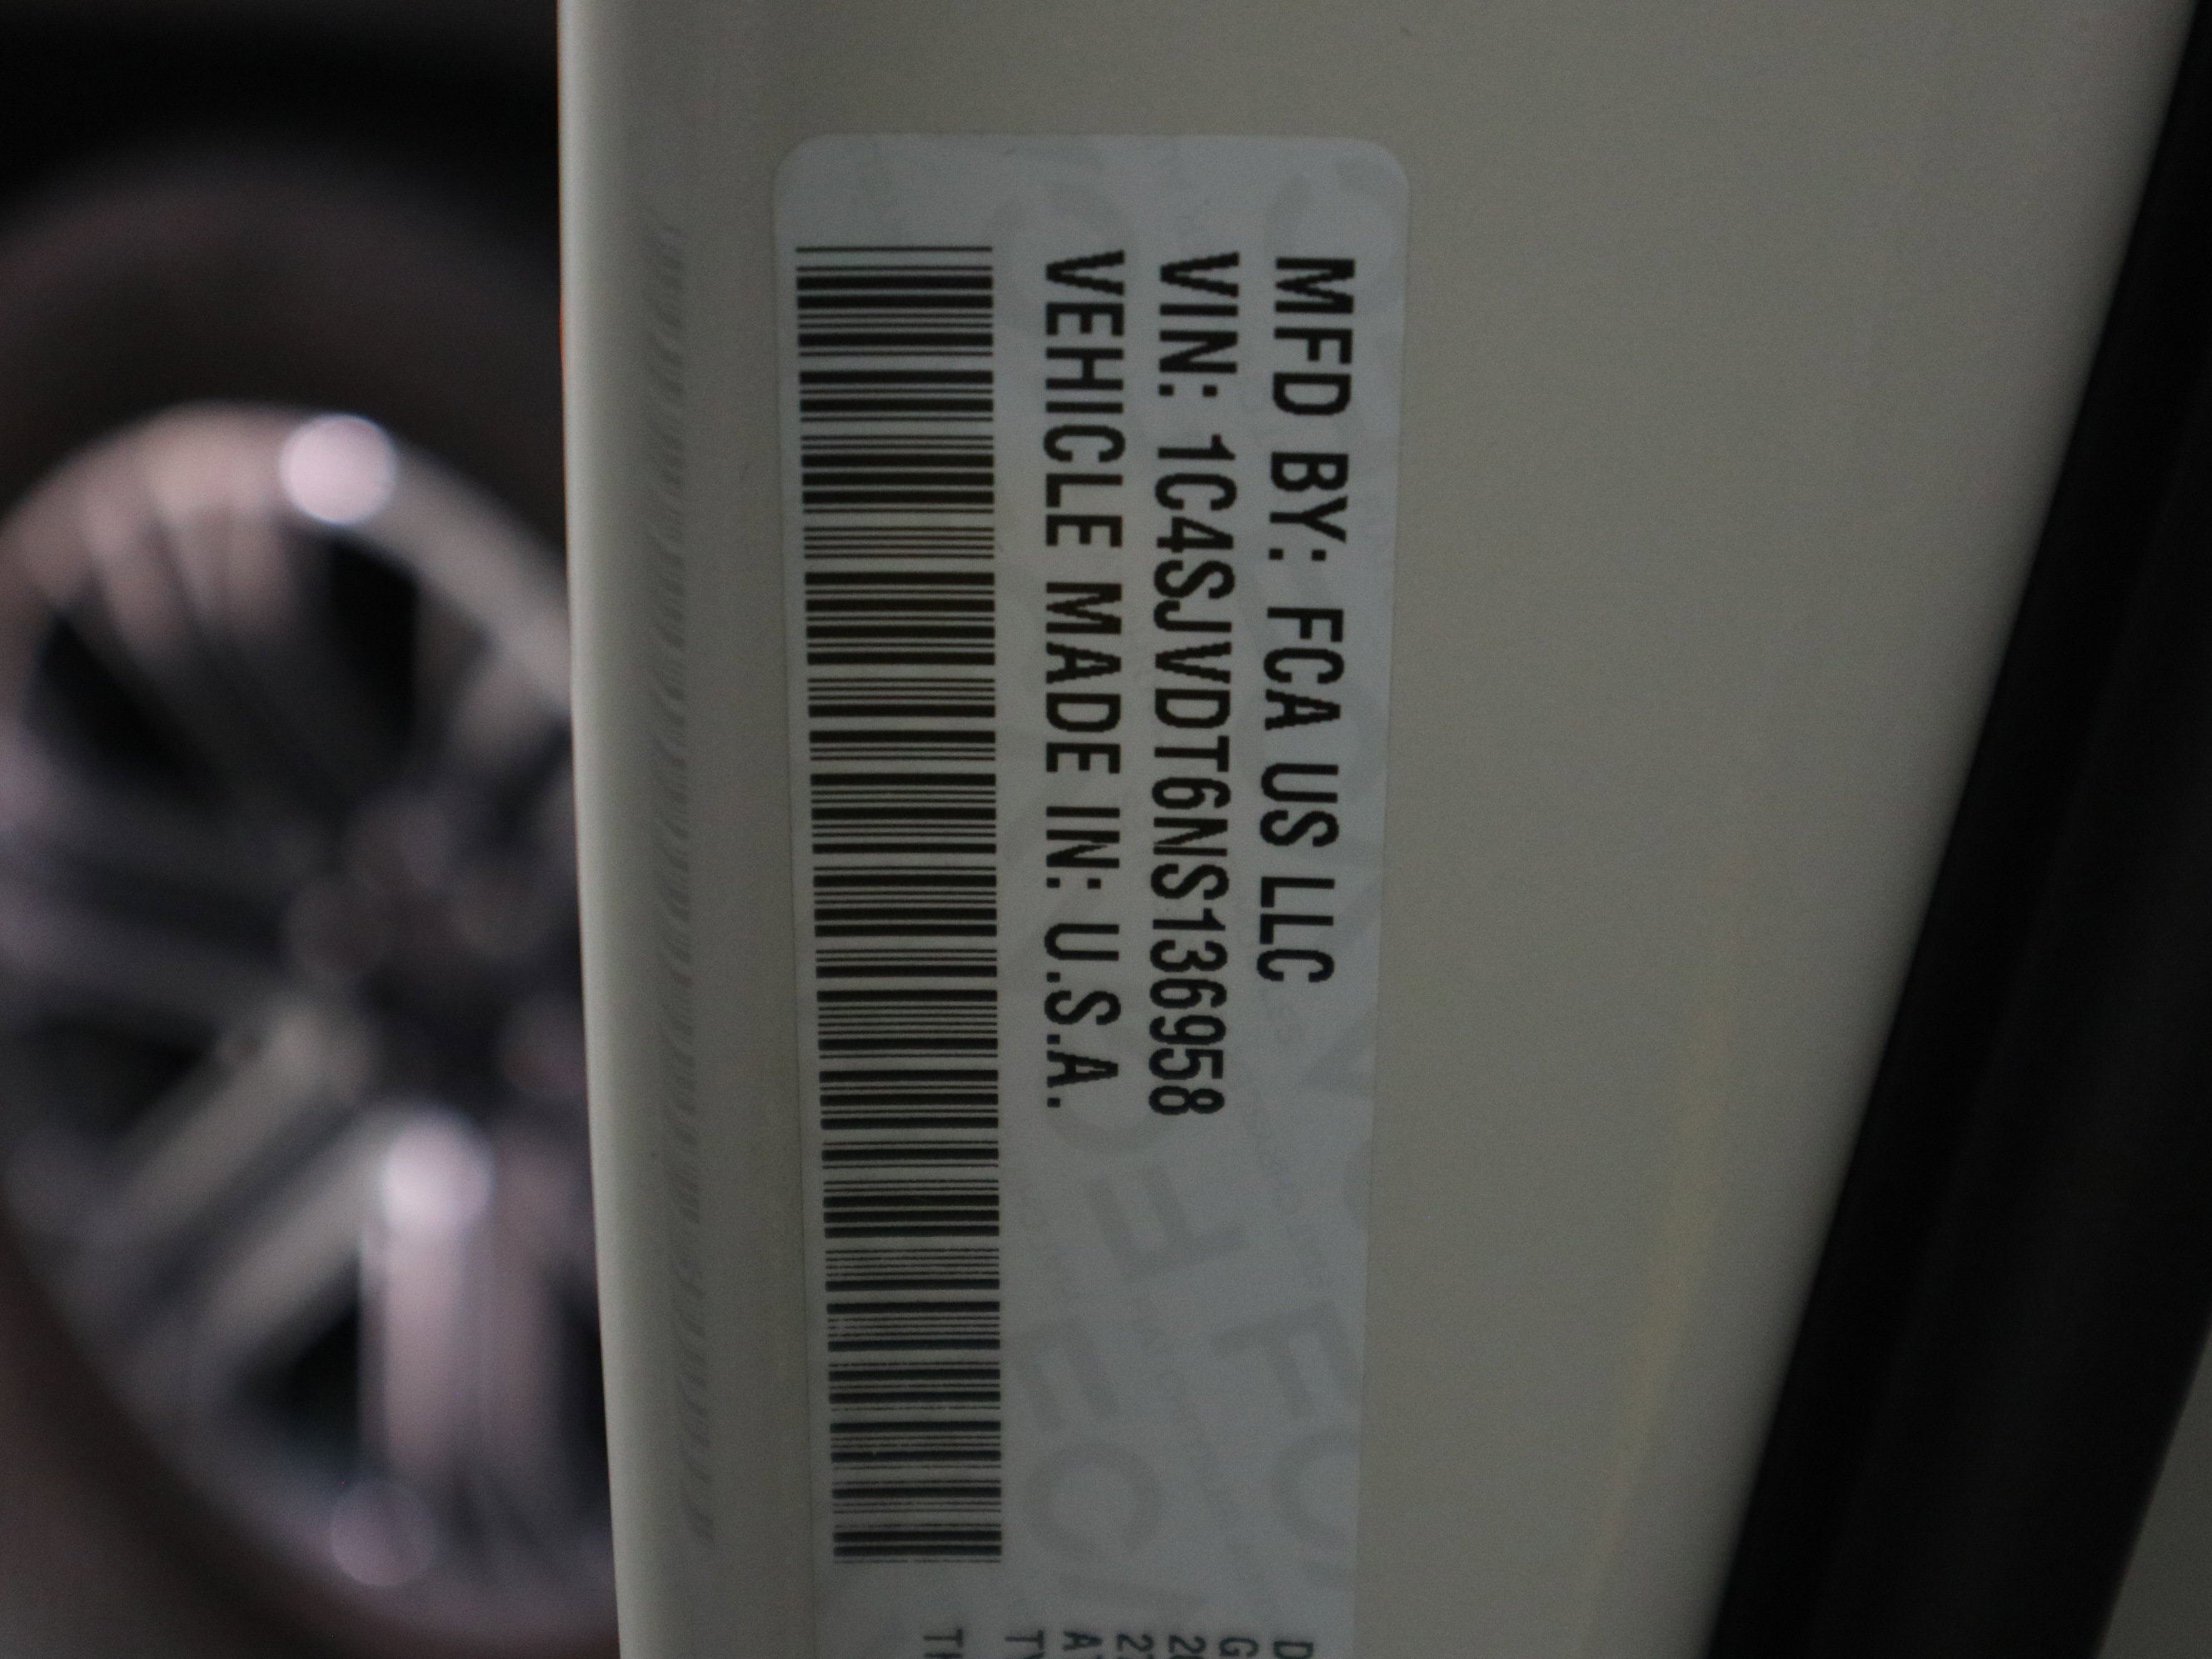 MFD BY: FCA US LLC
VIN: 1C4SJVDT6NS136958
VEHICLE MADE IN: U.S.A.